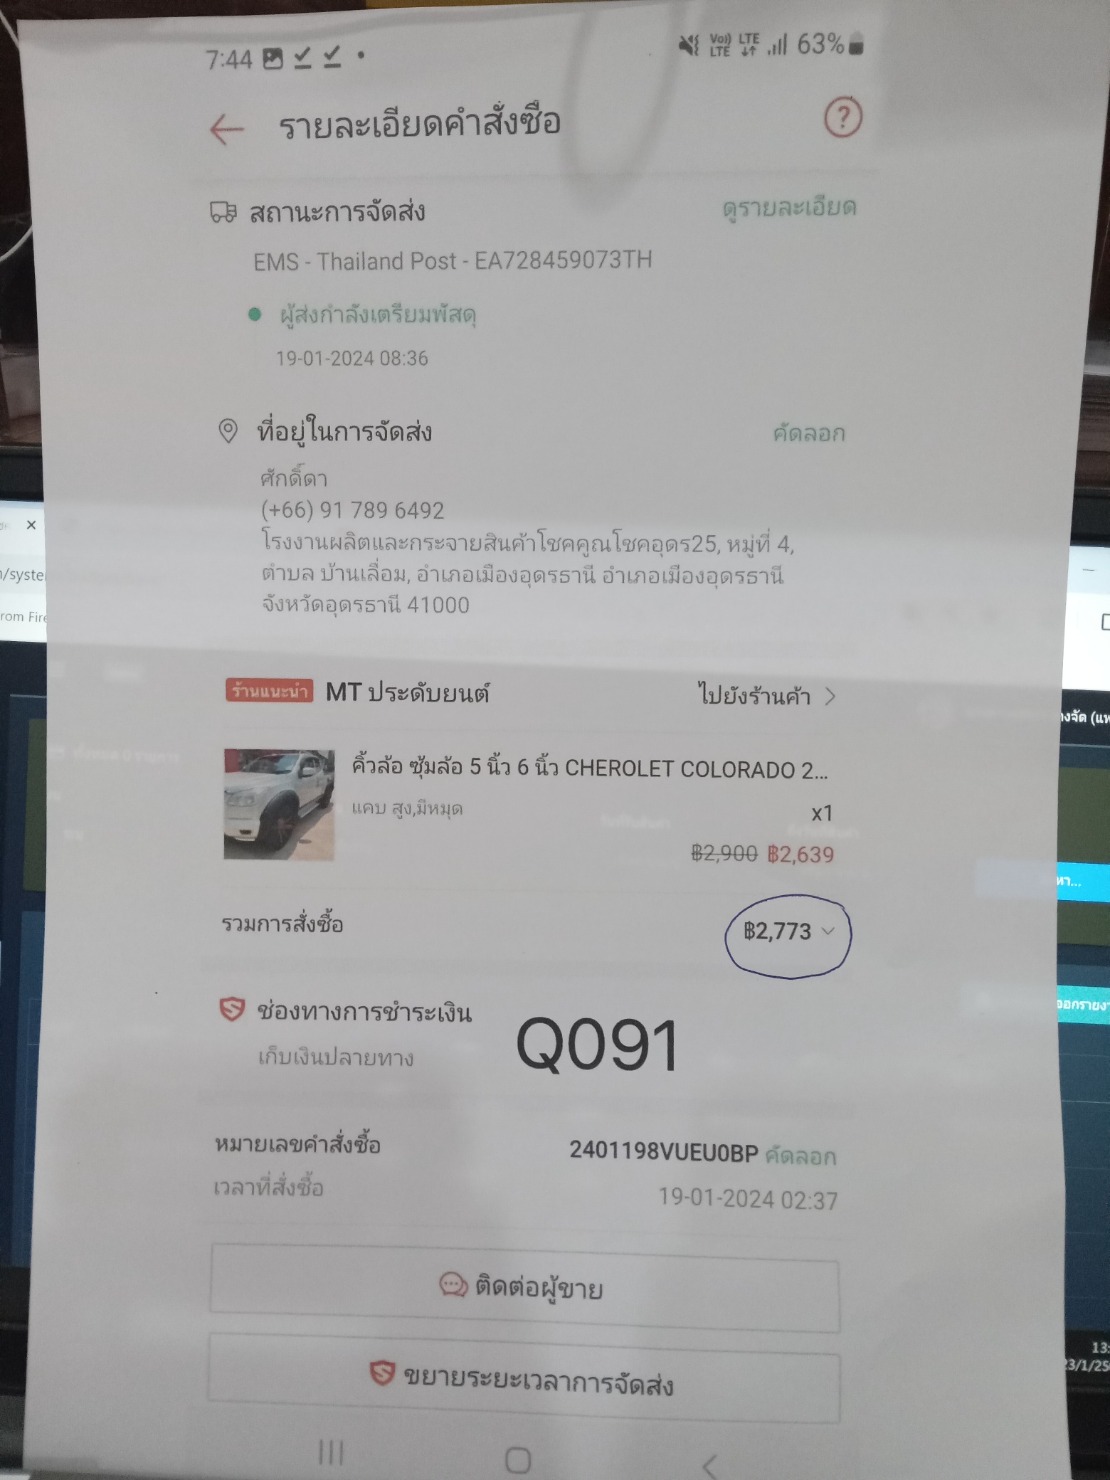 7:44
Vo) LTE LTE 63%
รายละเอียดคำสั่งซื้อ
?
สถานะการจัดส่ง ดูรายละเอียด
EMS - Thailand Post - EA728459073TH
ผู้ส่งกำลังเตรียมพัสดุ
19-01-2024 08:36
ที่อยู่ในการจัดส่ง คัดลอก
ศักดิ์ดา
(+66) 91 789 6492
โรงงานผลิตและกระจายสินค้าโชคคูณโชคอุดร25, หมู่ที่ 4,
ตำบล บ้านเลื่อม, อำเภอเมืองอุดรธานี อำเภอเมืองอุดรธานี
จังหวัดอุดรธานี 41000
ร้านแนะนำ MT ประดับยนต์ ไปยังร้านค้า
คิ้วล้อ ซุ้มล้อ 5 นิ้ว 6 นิ้ว CHEROLET COLORADO 2...
แคบ สูง,มีหมุด
x1
฿2,900 ฿2,639
รวมการสั่งซื้อ ฿2,773
ช่องทางการชำระเงิน
เก็บเงินปลายทาง
Q091
หมายเลขคำสั่งซื้อ 2401198VUEU0BP คัดลอก
เวลาที่สั่งซื้อ 19-01-2024 02:37
ติดต่อผู้ขาย
ขยายระยะเวลาการจัดส่ง
/syste
rom Fire
13:
23/1/25